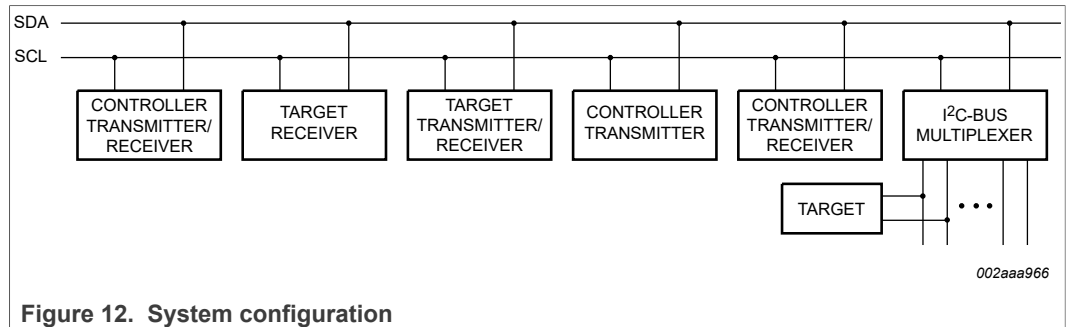 SDA
SCL
CONTROLLER
TRANSMITTER/
RECEIVER
TARGET
RECEIVER
TARGET
TRANSMITTER/
RECEIVER
CONTROLLER
TRANSMITTER
CONTROLLER
TRANSMITTER/
RECEIVER
I²C-BUS
MULTIPLEXER
TARGET
002aaa966
Figure 12. System configuration